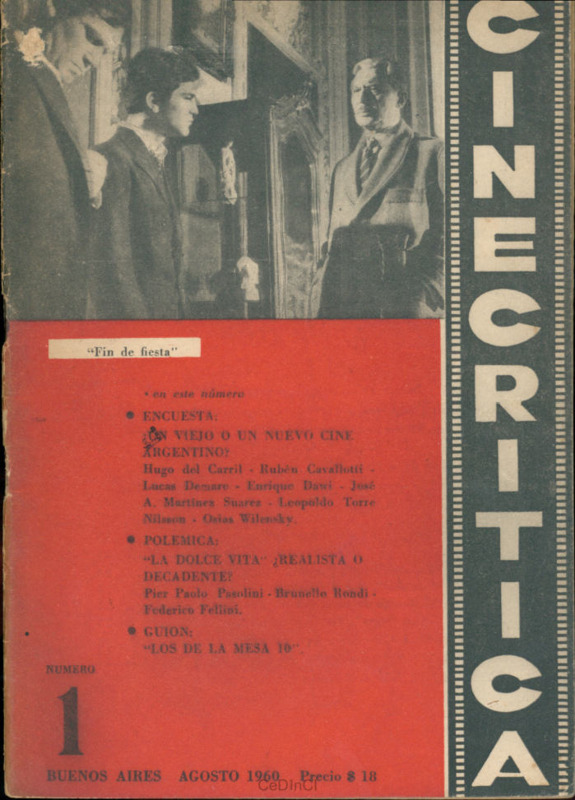 CINECRITICA
"Fin de fiesta"
• en este número
● ENCUESTA:
¿UN VIEJO O UN NUEVO CINE
ARGENTINO?
Hugo del Carril - Rubén Cavallotti -
Lucas Demare - Enrique Dawi - José
A. Martínez Suarez - Leopoldo Torre
Nilsson - Osías Wilensky.
● POLEMICA:
"LA DOLCE VITA" ¿REALISTA O
DECADENTE?
Pier Paolo Pasolini - Brunello Rondi -
Federico Fellini.
● GUION:
"LOS DE LA MESA 10"
NUMERO
1
BUENOS AIRES AGOSTO 1960 Precio $ 18
CeDInCI